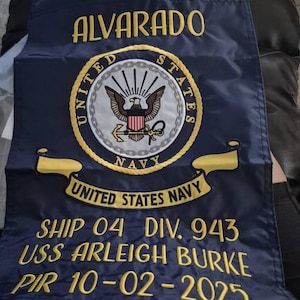 ALVARADO
UNITED STATES
NAVY
UNITED STATES NAVY
SHIP 04 DIV. 943
USS ARLEIGH BURKE
PIR 10-02-2025